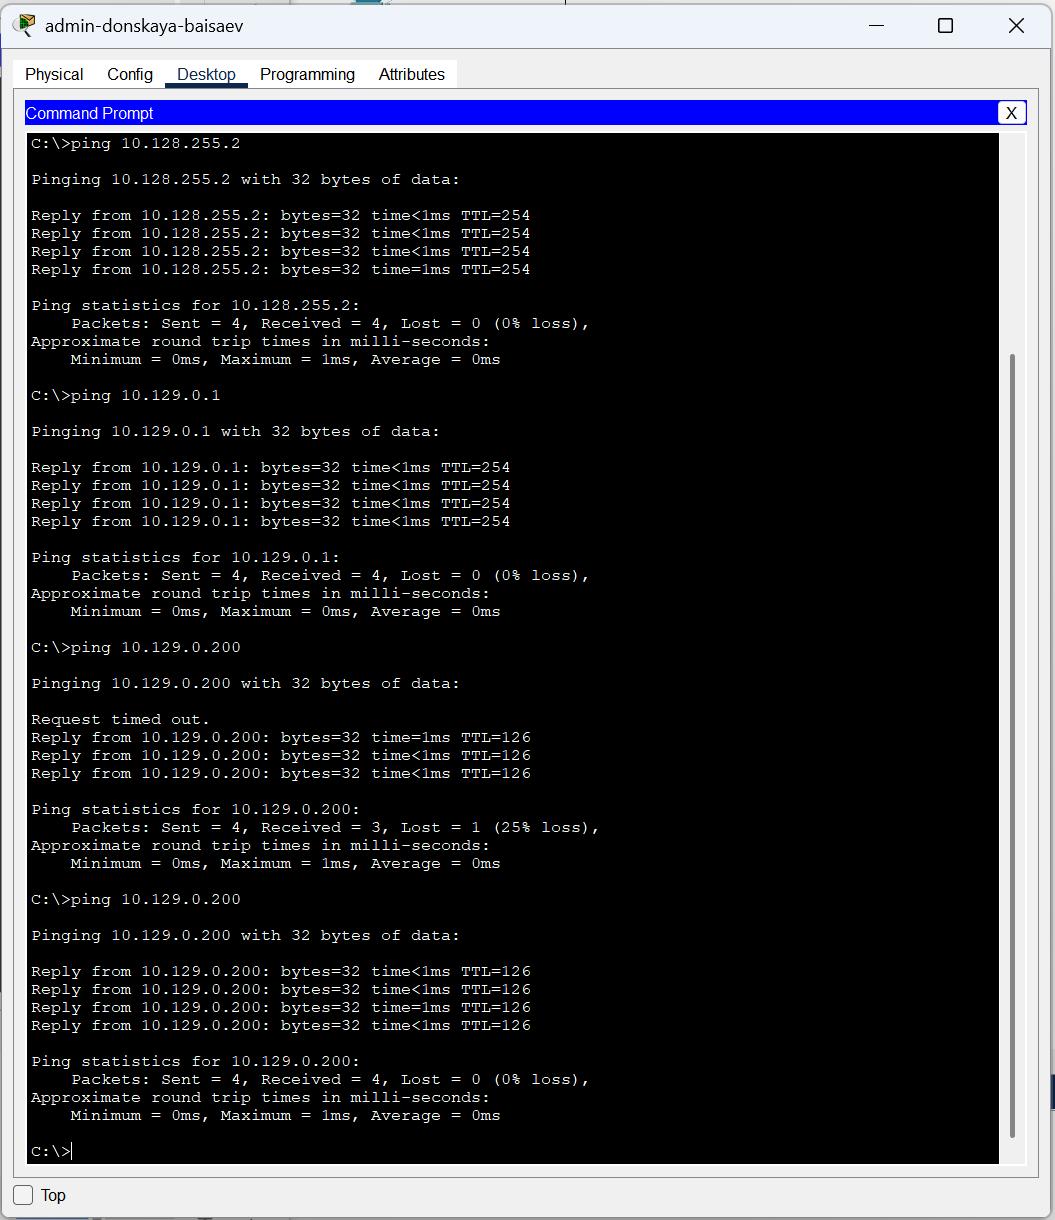 admin-donskaya-baisaev
Physical Config Desktop Programming Attributes
Command Prompt X
C:\>ping 10.128.255.2
Pinging 10.128.255.2 with 32 bytes of data:
Reply from 10.128.255.2: bytes=32 time<1ms TTL=254
Reply from 10.128.255.2: bytes=32 time<1ms TTL=254
Reply from 10.128.255.2: bytes=32 time<1ms TTL=254
Reply from 10.128.255.2: bytes=32 time=1ms TTL=254
Ping statistics for 10.128.255.2:
Packets: Sent = 4, Received = 4, Lost = 0 (0% loss),
Approximate round trip times in milli-seconds:
Minimum = 0ms, Maximum = 1ms, Average = 0ms
C:\>ping 10.129.0.1
Pinging 10.129.0.1 with 32 bytes of data:
Reply from 10.129.0.1: bytes=32 time<1ms TTL=254
Reply from 10.129.0.1: bytes=32 time<1ms TTL=254
Reply from 10.129.0.1: bytes=32 time<1ms TTL=254
Reply from 10.129.0.1: bytes=32 time<1ms TTL=254
Ping statistics for 10.129.0.1:
Packets: Sent = 4, Received = 4, Lost = 0 (0% loss),
Approximate round trip times in milli-seconds:
Minimum = 0ms, Maximum = 0ms, Average = 0ms
C:\>ping 10.129.0.200
Pinging 10.129.0.200 with 32 bytes of data:
Request timed out.
Reply from 10.129.0.200: bytes=32 time=1ms TTL=126
Reply from 10.129.0.200: bytes=32 time<1ms TTL=126
Reply from 10.129.0.200: bytes=32 time<1ms TTL=126
Ping statistics for 10.129.0.200:
Packets: Sent = 4, Received = 3, Lost = 1 (25% loss),
Approximate round trip times in milli-seconds:
Minimum = 0ms, Maximum = 1ms, Average = 0ms
C:\>ping 10.129.0.200
Pinging 10.129.0.200 with 32 bytes of data:
Reply from 10.129.0.200: bytes=32 time<1ms TTL=126
Reply from 10.129.0.200: bytes=32 time<1ms TTL=126
Reply from 10.129.0.200: bytes=32 time=1ms TTL=126
Reply from 10.129.0.200: bytes=32 time<1ms TTL=126
Ping statistics for 10.129.0.200:
Packets: Sent = 4, Received = 4, Lost = 0 (0% loss),
Approximate round trip times in milli-seconds:
Minimum = 0ms, Maximum = 1ms, Average = 0ms
C:\>
Top